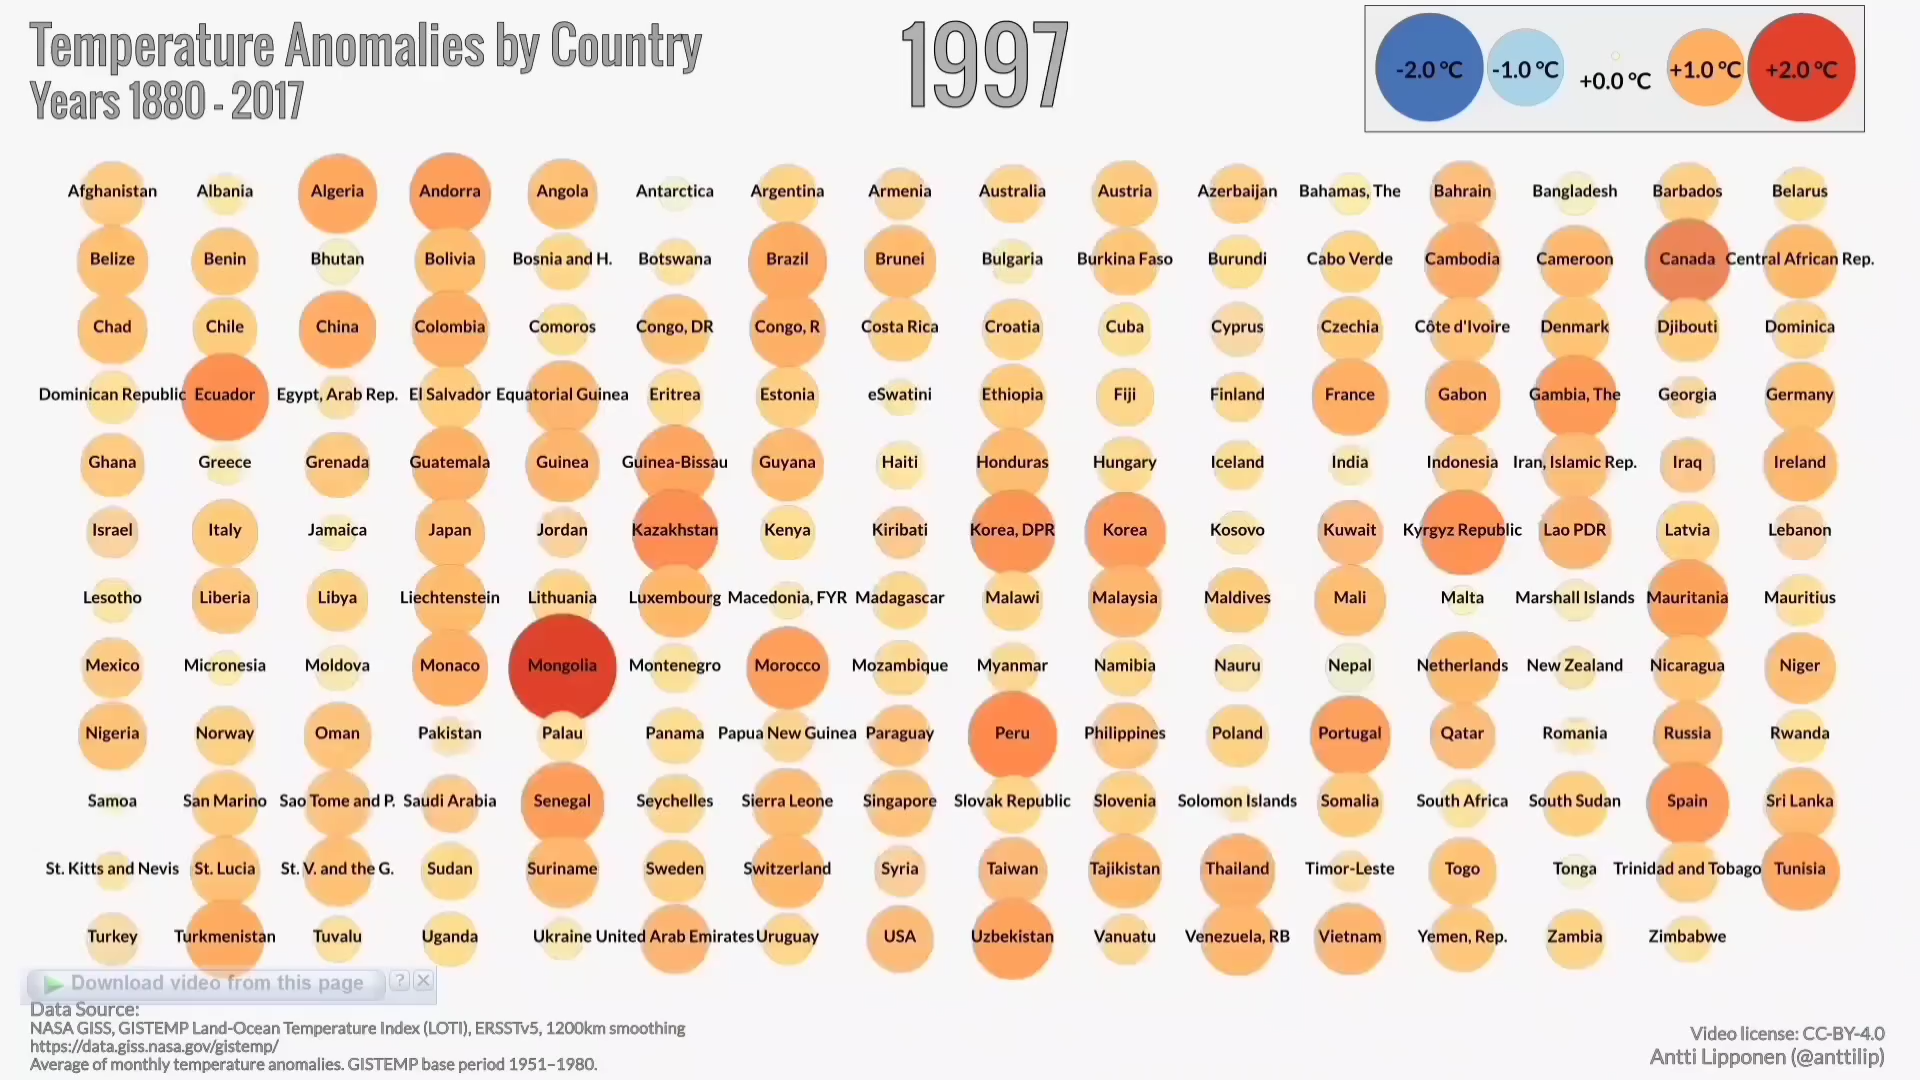 Temperature Anomalies by Country
Years 1880 - 2017
1997
-2.0 °C -1.0 °C +0.0 °C +1.0 °C +2.0 °C
Afghanistan Albania Algeria Andorra Angola Antarctica Argentina Armenia Australia Austria Azerbaijan Bahamas, The Bahrain Bangladesh Barbados Belarus
Belize Benin Bhutan Bolivia Bosnia and H. Botswana Brazil Brunei Bulgaria Burkina Faso Burundi Cabo Verde Cambodia Cameroon Canada Central African Rep.
Chad Chile China Colombia Comoros Congo, DR Congo, R Costa Rica Croatia Cuba Cyprus Czechia Côte d'Ivoire Denmark Djibouti Dominica
Dominican Republic Ecuador Egypt, Arab Rep. El Salvador Equatorial Guinea Eritrea Estonia eSwatini Ethiopia Fiji Finland France Gabon Gambia, The Georgia Germany
Ghana Greece Grenada Guatemala Guinea Guinea-Bissau Guyana Haiti Honduras Hungary Iceland India Indonesia Iran, Islamic Rep. Iraq Ireland
Israel Italy Jamaica Japan Jordan Kazakhstan Kenya Kiribati Korea, DPR Korea Kosovo Kuwait Kyrgyz Republic Lao PDR Latvia Lebanon
Lesotho Liberia Libya Liechtenstein Lithuania Luxembourg Macedonia, FYR Madagascar Malawi Malaysia Maldives Mali Malta Marshall Islands Mauritania Mauritius
Mexico Micronesia Moldova Monaco Mongolia Montenegro Morocco Mozambique Myanmar Namibia Nauru Nepal Netherlands New Zealand Nicaragua Niger
Nigeria Norway Oman Pakistan Palau Panama Papua New Guinea Paraguay Peru Philippines Poland Portugal Qatar Romania Russia Rwanda
Samoa San Marino Sao Tome and P. Saudi Arabia Senegal Seychelles Sierra Leone Singapore Slovak Republic Slovenia Solomon Islands Somalia South Africa South Sudan Spain Sri Lanka
St. Kitts and Nevis St. Lucia St. V. and the G. Sudan Suriname Sweden Switzerland Syria Taiwan Tajikistan Thailand Timor-Leste Togo Tonga Trinidad and Tobago Tunisia
Turkey Turkmenistan Tuvalu Uganda Ukraine United Arab Emirates Uruguay USA Uzbekistan Vanuatu Venezuela, RB Vietnam Yemen, Rep. Zambia Zimbabwe
Download video from this page ?
Data Source:
NASA GISS, GISTEMP Land-Ocean Temperature Index (LOTI), ERSSTv5, 1200km smoothing
https://data.giss.nasa.gov/gistemp/
Average of monthly temperature anomalies. GISTEMP base period 1951–1980.
Video license: CC-BY-4.0
Antti Lipponen (@anttilip)